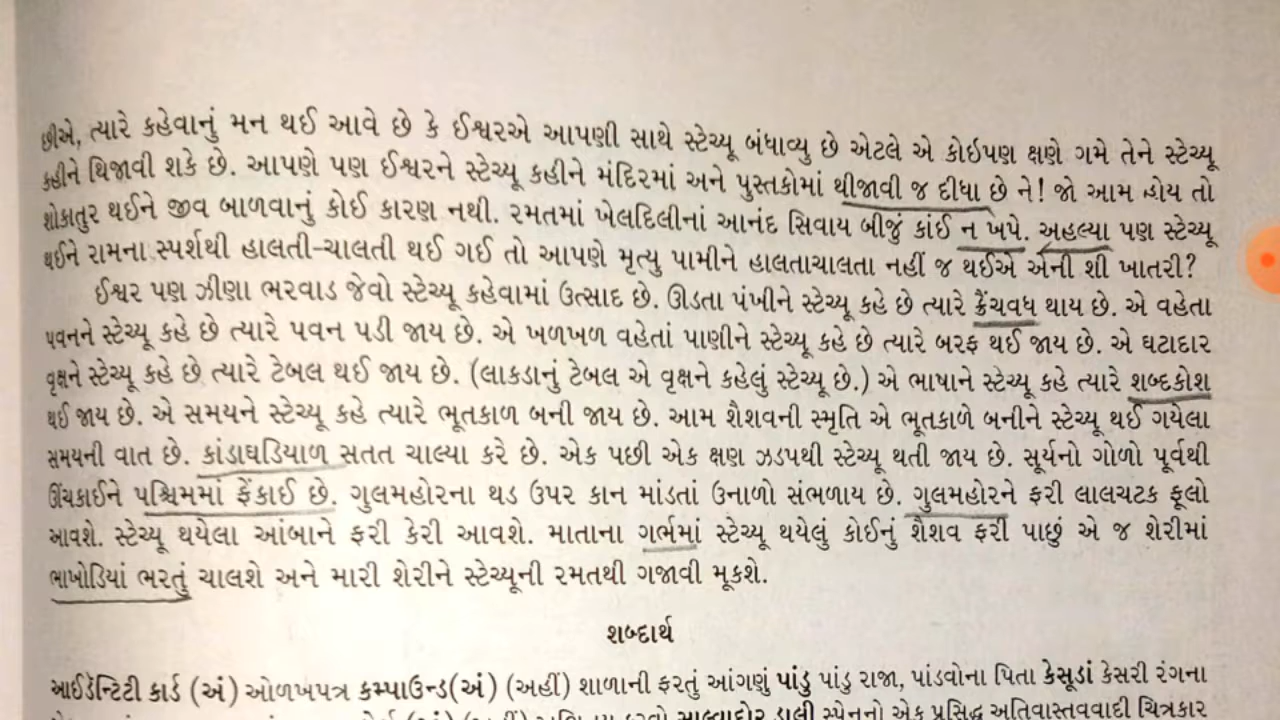 છીએ, ત્યારે કહેવાનું મન થઈ આવે છે કે ઈશ્વરએ આપણી સાથે સ્ટેચ્યૂ બંધાવ્યુ છે એટલે એ કોઇપણ ક્ષણે ગમે તેને સ્ટેચ્યૂ
કહીને થિજાવી શકે છે. આપણે પણ ઈશ્વરને સ્ટેચ્યૂ કહીને મંદિરમાં અને પુસ્તકોમાં થીજાવી જ દીધા છે ને! જો આમ હોય તો
શોકાતુર થઈને જીવ બાળવાનું કોઈ કારણ નથી. રમતમાં ખેલદિલીનાં આનંદ સિવાય બીજું કાંઈ ન ખપે. અહલ્યા પણ સ્ટેચ્યૂ
થઈને રામના સ્પર્શથી હાલતી-ચાલતી થઈ ગઈ તો આપણે મૃત્યુ પામીને હાલતાચાલતા નહીં જ થઈએ એની શી ખાતરી?
ઈશ્વર પણ ઝીણા ભરવાડ જેવો સ્ટેચ્યૂ કહેવામાં ઉત્સાદ છે. ઊડતા પંખીને સ્ટેચ્યૂ કહે છે ત્યારે ક્રૈંચવધ થાય છે. એ વહેતા
પવનને સ્ટેચ્યૂ કહે છે ત્યારે પવન પડી જાય છે. એ ખળખળ વહેતાં પાણીને સ્ટેચ્યૂ કહે છે ત્યારે બરફ થઈ જાય છે. એ ઘટાદાર
વૃક્ષને સ્ટેચ્યૂ કહે છે ત્યારે ટેબલ થઈ જાય છે. (લાકડાનું ટેબલ એ વૃક્ષને કહેલું સ્ટેચ્યૂ છે.) એ ભાષાને સ્ટેચ્યૂ કહે ત્યારે શબ્દકોશ
થઈ જાય છે. એ સમયને સ્ટેચ્યૂ કહે ત્યારે ભૂતકાળ બની જાય છે. આમ શૈશવની સ્મૃતિ એ ભૂતકાળે બનીને સ્ટેચ્યૂ થઈ ગયેલા
સમયની વાત છે. કાંડાઘડિયાળ સતત ચાલ્યા કરે છે. એક પછી એક ક્ષણ ઝડપથી સ્ટેચ્યૂ થતી જાય છે. સૂર્યનો ગોળો પૂર્વથી
ઊંચકાઈને પશ્ચિમમાં ફેંકાઈ છે. ગુલમહોરના થડ ઉપર કાન માંડતાં ઉનાળો સંભળાય છે. ગુલમહોરને ફરી લાલચટક ફૂલો
આવશે. સ્ટેચ્યૂ થયેલા આંબાને ફરી કેરી આવશે. માતાના ગર્ભમાં સ્ટેચ્યૂ થયેલું કોઈનું શૈશવ ફરી પાછું એ જ શેરીમાં
ભાખોડિયાં ભરતું ચાલશે અને મારી શેરીને સ્ટેચ્યૂની રમતથી ગજાવી મૂકશે.
શબ્દાર્થ
આઈડેન્ટિટી કાર્ડ (અં) ઓળખપત્ર કમ્પાઉન્ડ(અં) (અહીં) શાળાની ફરતું આંગણું પાંડુ પાંડુ રાજા, પાંડવોના પિતા કેસૂડાં કેસરી રંગના
સાલ્વાદોર ડાલી સ્પેનનો એક પ્રસિદ્ધ અતિવાસ્તવવાદી ચિત્રકાર